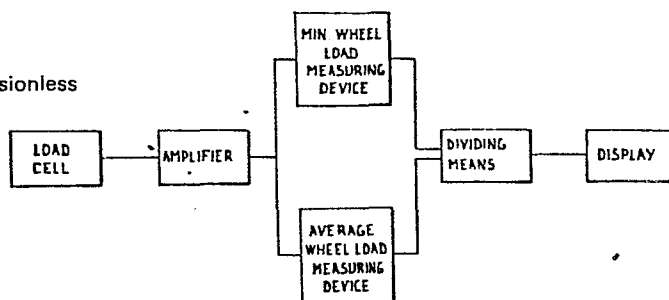 MIN. WHEEL
LOAD
MEASURING
DEVICE
sionless
LOAD
CELL
AMPLIFIER
DIVIDING
MEANS
DISPLAY
AVERAGE
WHEEL LOAD
MEASURING
DEVICE